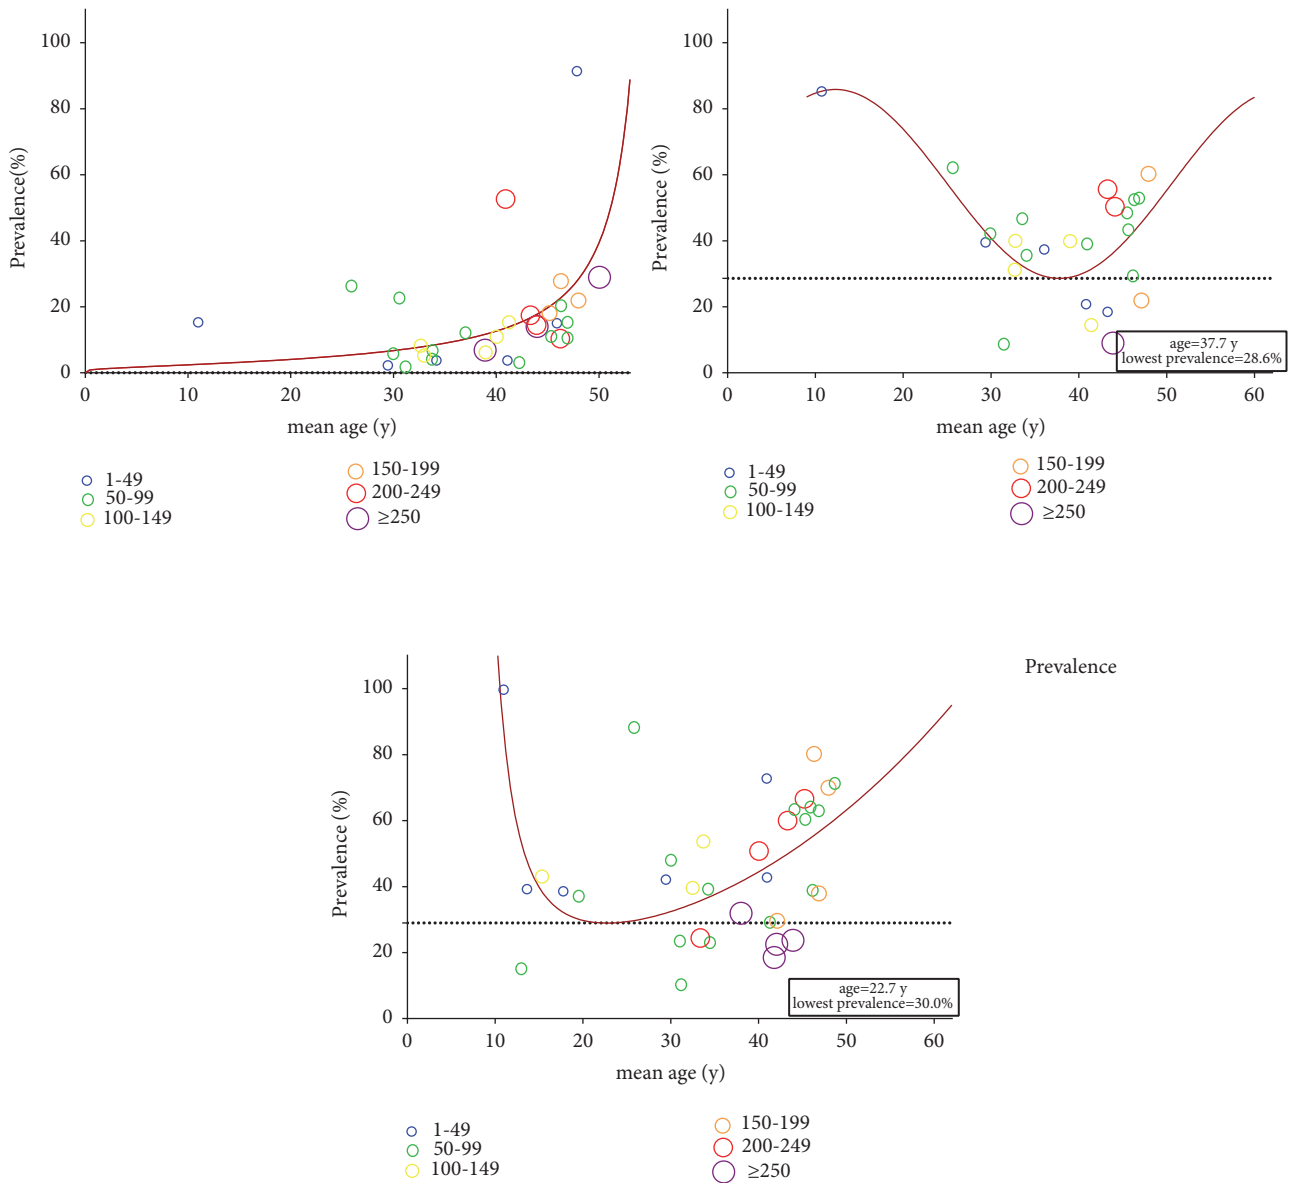 100
80
60
40
20
0
Prevalence(%)
0 10 20 30 40 50
mean age (y)
1-49
50-99
100-149
150-199
200-249
≥250
100
80
60
40
20
0
Prevalence (%)
age=37.7 y
lowest prevalence=28.6%
0 10 20 30 40 50 60
mean age (y)
1-49
50-99
100-149
150-199
200-249
≥250
Prevalence
100
80
60
40
20
0
Prevalence (%)
age=22.7 y
lowest prevalence=30.0%
0 10 20 30 40 50 60
mean age (y)
1-49
50-99
100-149
150-199
200-249
≥250